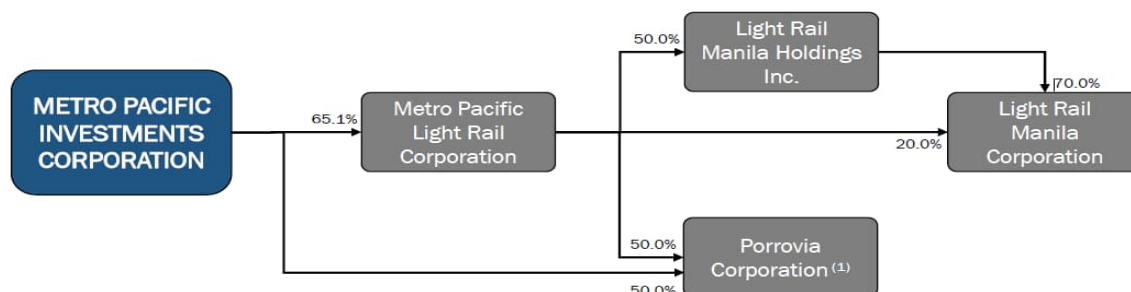 50.0%
Light Rail
Manila Holdings
Inc.
70.0%
METRO PACIFIC
INVESTMENTS
CORPORATION
65.1%
Metro Pacific
Light Rail
Corporation
20.0%
Light Rail
Manila
Corporation
50.0%
Porrovia
Corporation (1)
50.0%